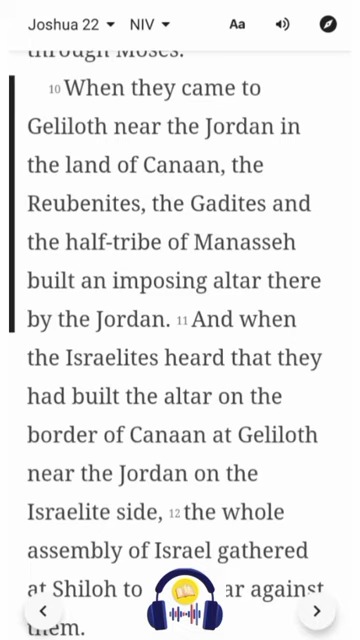 Joshua 22 NIV Aa
through Moses.
10 When they came to
Geliloth near the Jordan in
the land of Canaan, the
Reubenites, the Gadites and
the half-tribe of Manasseh
built an imposing altar there
by the Jordan. 11 And when
the Israelites heard that they
had built the altar on the
border of Canaan at Geliloth
near the Jordan on the
Israelite side, 12 the whole
assembly of Israel gathered
at Shiloh to ar against
them.